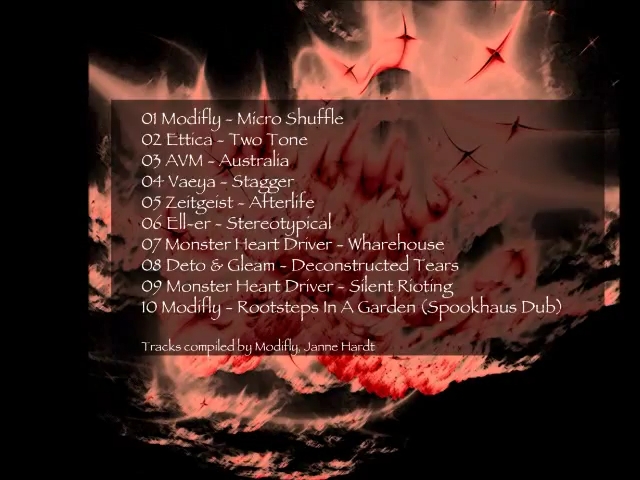 01 Modifly - Micro Shuffle
02 Ettica - Two Tone
03 AVM - Australia
04 Vaeya - Stagger
05 Zeitgeist - Afterlife
06 Ell-er - Stereotypical
07 Monster Heart Driver - Wharehouse
08 Deto & Gleam - Deconstructed Tears
09 Monster Heart Driver - Silent Rioting
10 Modifly - Rootsteps In A Garden (Spookhaus Dub)
Tracks compiled by Modifly, Janne Hardt